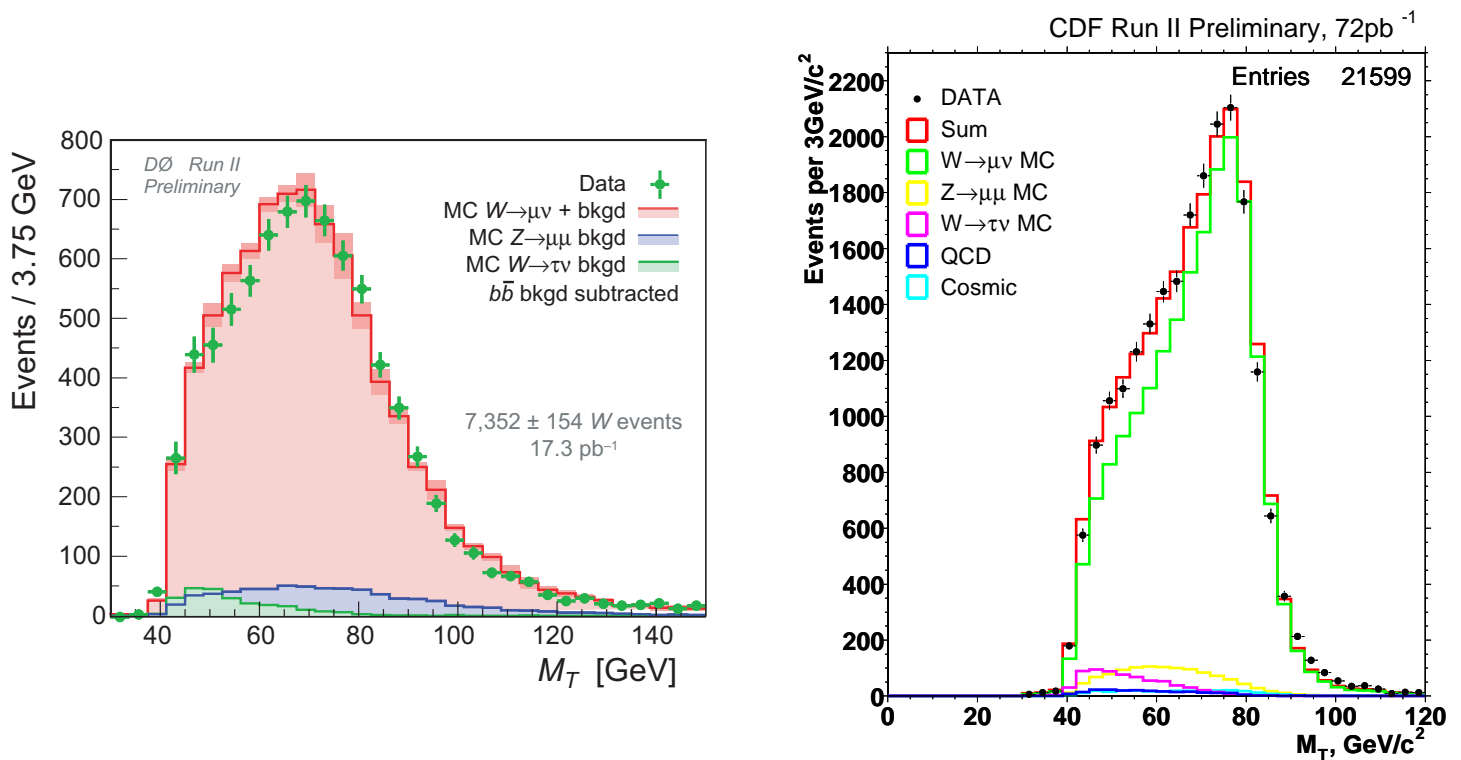 DØ Run II
Preliminary
Data
MC W→μν + bkgd
MC Z→μμ bkgd
MC W→τν bkgd
bb̄ bkgd subtracted
7,352 ± 154 W events
17.3 pb⁻¹
Events / 3.75 GeV
800
700
600
500
400
300
200
100
0
40 60 80 100 120 140
M_T [GeV]
CDF Run II Preliminary, 72pb⁻¹
Entries 21599
DATA
Sum
W→μν MC
Z→μμ MC
W→τν MC
QCD
Cosmic
Events per 3GeV/c²
2200
2000
1800
1600
1400
1200
1000
800
600
400
200
0
0 20 40 60 80 100 120
M_T, GeV/c²